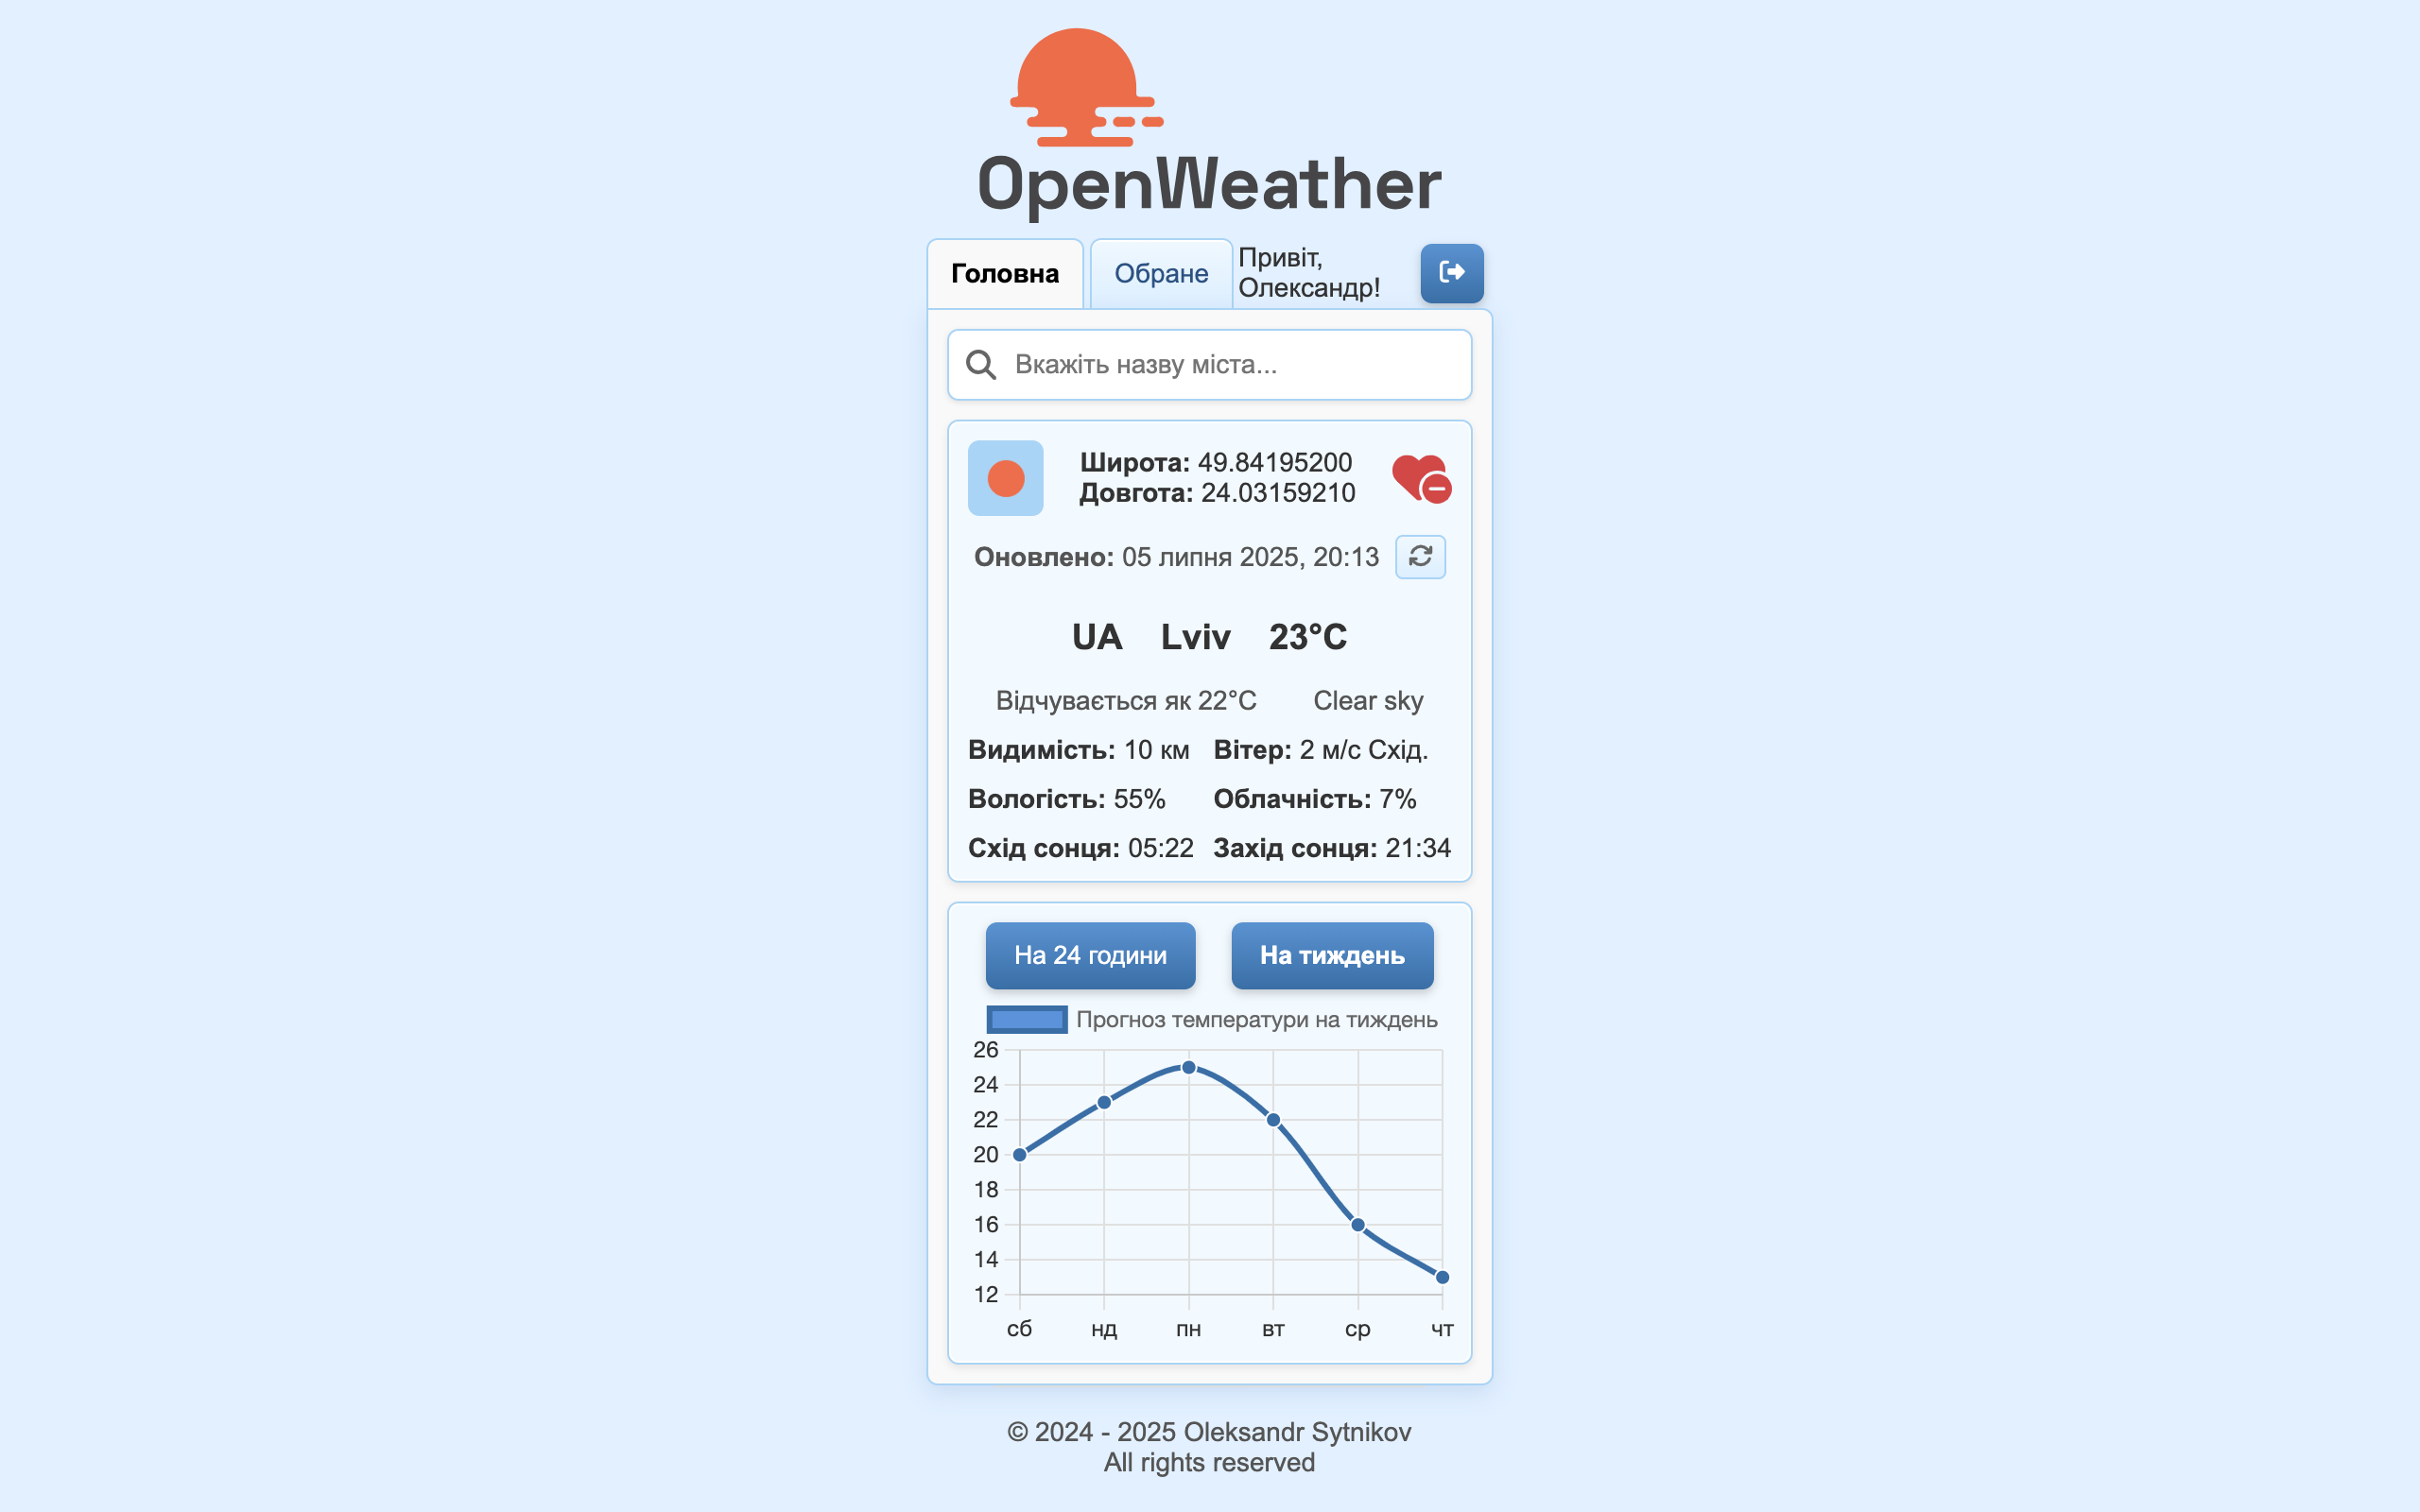 OpenWeather
Головна
Обране
Привіт,
Олександр!
Вкажіть назву міста...
Широта: 49.84195200
Довгота: 24.03159210
Оновлено: 05 липня 2025, 20:13
UA Lviv 23°C
Відчувається як 22°C Clear sky
Видимість: 10 км Вітер: 2 м/с Схід.
Вологість: 55% Облачність: 7%
Схід сонця: 05:22 Захід сонця: 21:34
На 24 години На тиждень
Прогноз температури на тиждень
26
24
22
20
18
16
14
12
сб нд пн вт ср чт
© 2024 - 2025 Oleksandr Sytnikov
All rights reserved